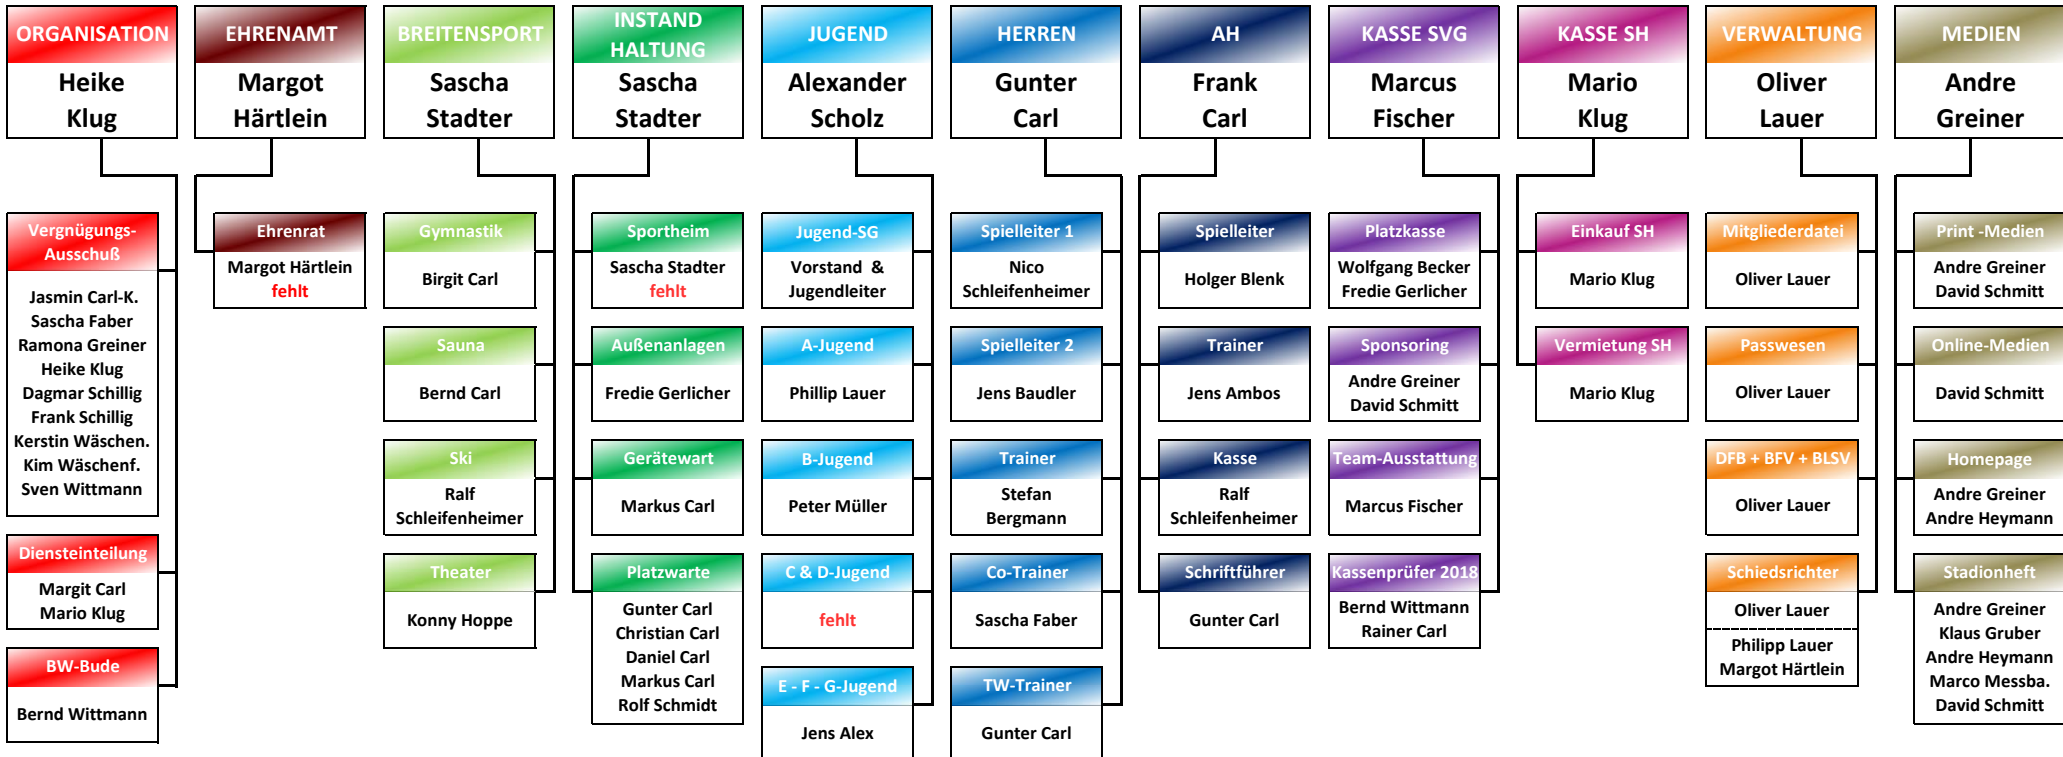 ORGANISATION
Heike
Klug
Vergnügungs-
Ausschuß
Jasmin Carl-K.
Sascha Faber
Ramona Greiner
Heike Klug
Dagmar Schillig
Frank Schillig
Kerstin Wäschen.
Kim Wäschenf.
Sven Wittmann
Diensteinteilung
Margit Carl
Mario Klug
BW-Bude
Bernd Wittmann
EHRENAMT
Margot
Härtlein
Ehrenrat
Margot Härtlein
fehlt
BREITENSPORT
Sascha
Stadter
Gymnastik
Birgit Carl
Sauna
Bernd Carl
Ski
Ralf
Schleifenheimer
Theater
Konny Hoppe
INSTAND
HALTUNG
Sascha
Stadter
Sportheim
Sascha Stadter
fehlt
Außenanlagen
Fredie Gerlicher
Gerätewart
Markus Carl
Platzwarte
Gunter Carl
Christian Carl
Daniel Carl
Markus Carl
Rolf Schmidt
JUGEND
Alexander
Scholz
Jugend-SG
Vorstand &
Jugendleiter
A-Jugend
Phillip Lauer
B-Jugend
Peter Müller
C & D-Jugend
fehlt
E - F - G-Jugend
Jens Alex
HERREN
Gunter
Carl
Spielleiter 1
Nico
Schleifenheimer
Spielleiter 2
Jens Baudler
Trainer
Stefan
Bergmann
Co-Trainer
Sascha Faber
TW-Trainer
Gunter Carl
AH
Frank
Carl
Spielleiter
Holger Blenk
Trainer
Jens Ambos
Kasse
Ralf
Schleifenheimer
Schriftführer
Gunter Carl
KASSE SVG
Marcus
Fischer
Platzkasse
Wolfgang Becker
Fredie Gerlicher
Sponsoring
Andre Greiner
David Schmitt
Team-Ausstattung
Marcus Fischer
Kassenprüfer 2018
Bernd Wittmann
Rainer Carl
KASSE SH
Mario
Klug
Einkauf SH
Mario Klug
Vermietung SH
Mario Klug
VERWALTUNG
Oliver
Lauer
Mitgliederdatei
Oliver Lauer
Passwesen
Oliver Lauer
DFB + BFV + BLSV
Oliver Lauer
Schiedsrichter
Oliver Lauer
Philipp Lauer
Margot Härtlein
MEDIEN
Andre
Greiner
Print -Medien
Andre Greiner
David Schmitt
Online-Medien
David Schmitt
Homepage
Andre Greiner
Andre Heymann
Stadionheft
Andre Greiner
Klaus Gruber
Andre Heymann
Marco Messba.
David Schmitt